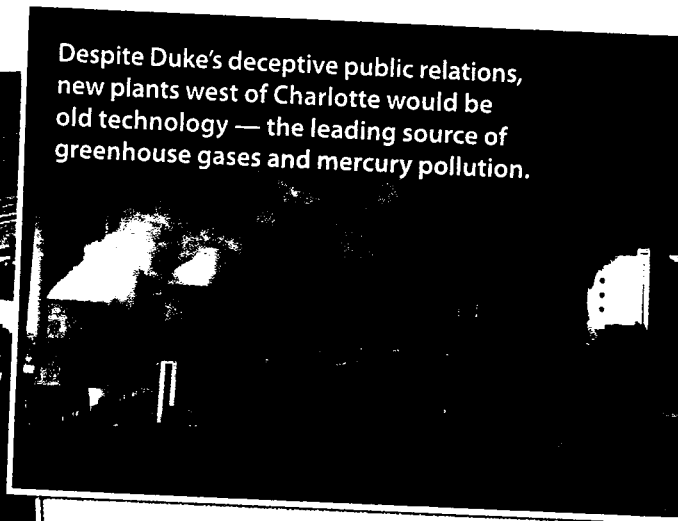 Despite Duke's deceptive public relations,
new plants west of Charlotte would be
old technology — the leading source of
greenhouse gases and mercury pollution.